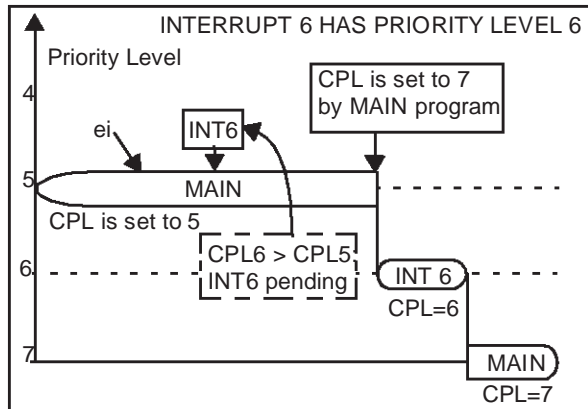 INTERRUPT 6 HAS PRIORITY LEVEL 6
Priority Level
CPL is set to 7
by MAIN program
4
ei
INT6
5
MAIN
CPL is set to 5
CPL6 > CPL5
INT6 pending
6
INT 6
CPL=6
7
MAIN
CPL=7